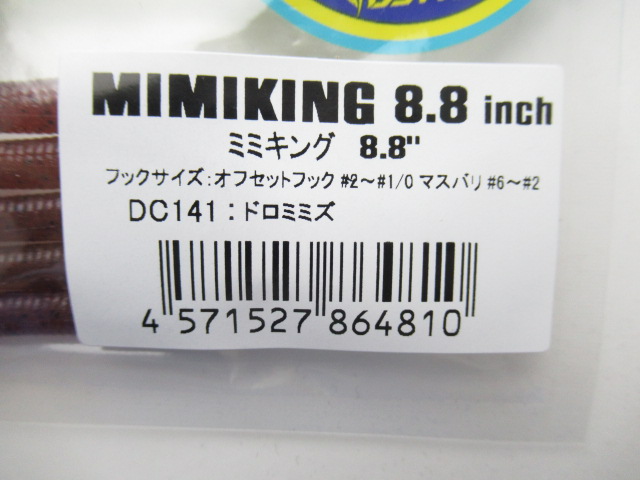 MIMIKING 8.8 inch
ミミキング 8.8"
フックサイズ:オフセットフック #2～#1/0 マスバリ #6～#2
DC141：ドロミミズ
4 571527 864810